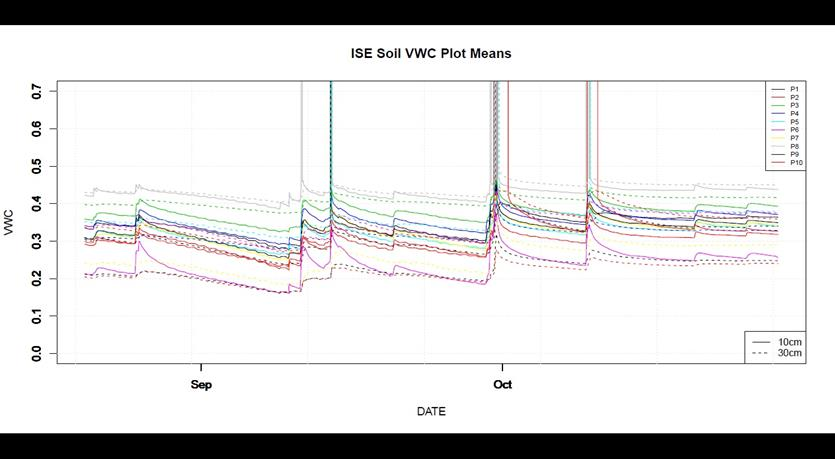 ISE Soil VWC Plot Means
0.7
0.6
0.5
0.4
0.3
0.2
0.1
0.0
VWC
P1
P2
P3
P4
P5
P6
P7
P8
P9
P10
10cm
30cm
Sep
Oct
DATE